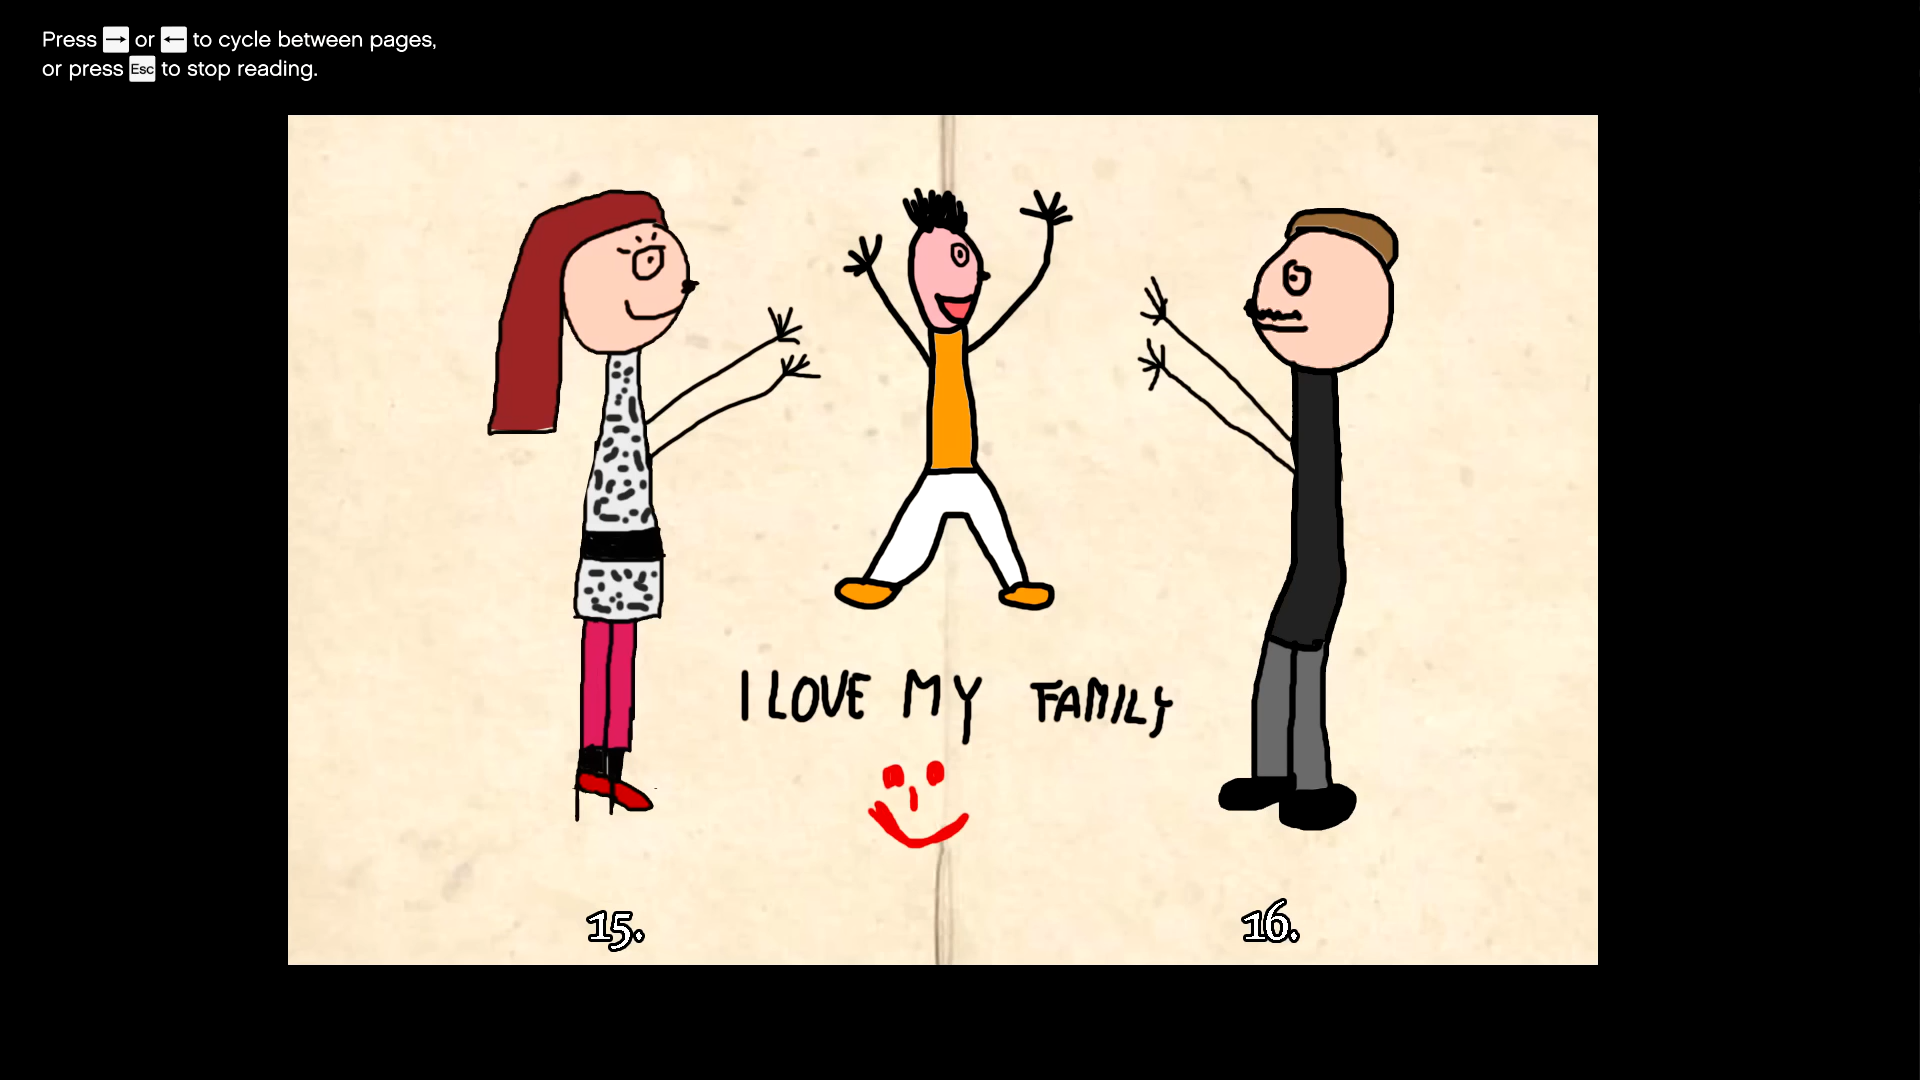 Press → or ← to cycle between pages,
or press Esc to stop reading.
I LOVE MY FAMILY
15.
16.